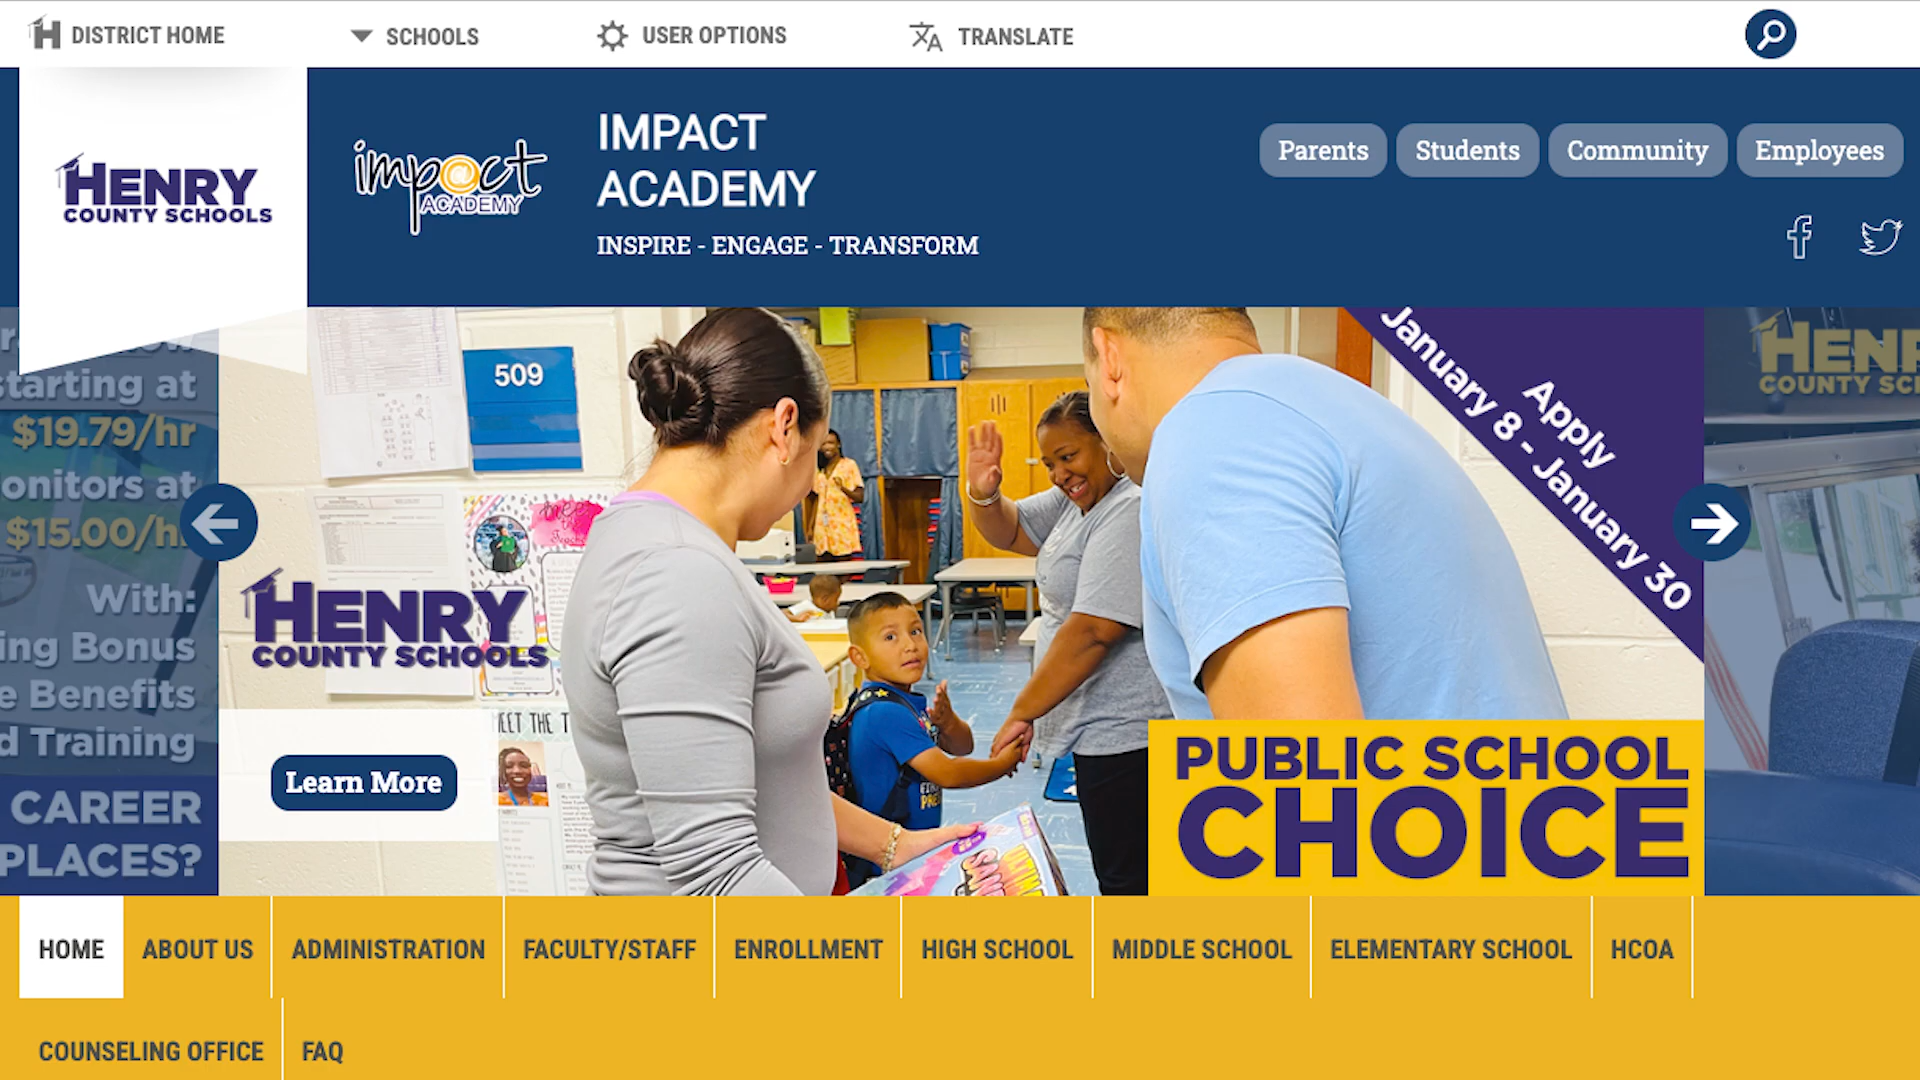 DISTRICT HOME
SCHOOLS
USER OPTIONS
TRANSLATE
HENRY
COUNTY SCHOOLS
impact
ACADEMY
IMPACT
ACADEMY
INSPIRE - ENGAGE - TRANSFORM
Parents
Students
Community
Employees
starting at
$19.79/hr
onitors at
$15.00/h
With:
ing Bonus
e Benefits
d Training
CAREER
PLACES?
509
MEET THE T
HENRY
COUNTY SCHOOLS
Learn More
Apply
January 8 - January 30
PUBLIC SCHOOL
CHOICE
HEN
COUNTY SC
HOME
ABOUT US
ADMINISTRATION
FACULTY/STAFF
ENROLLMENT
HIGH SCHOOL
MIDDLE SCHOOL
ELEMENTARY SCHOOL
HCOA
COUNSELING OFFICE
FAQ